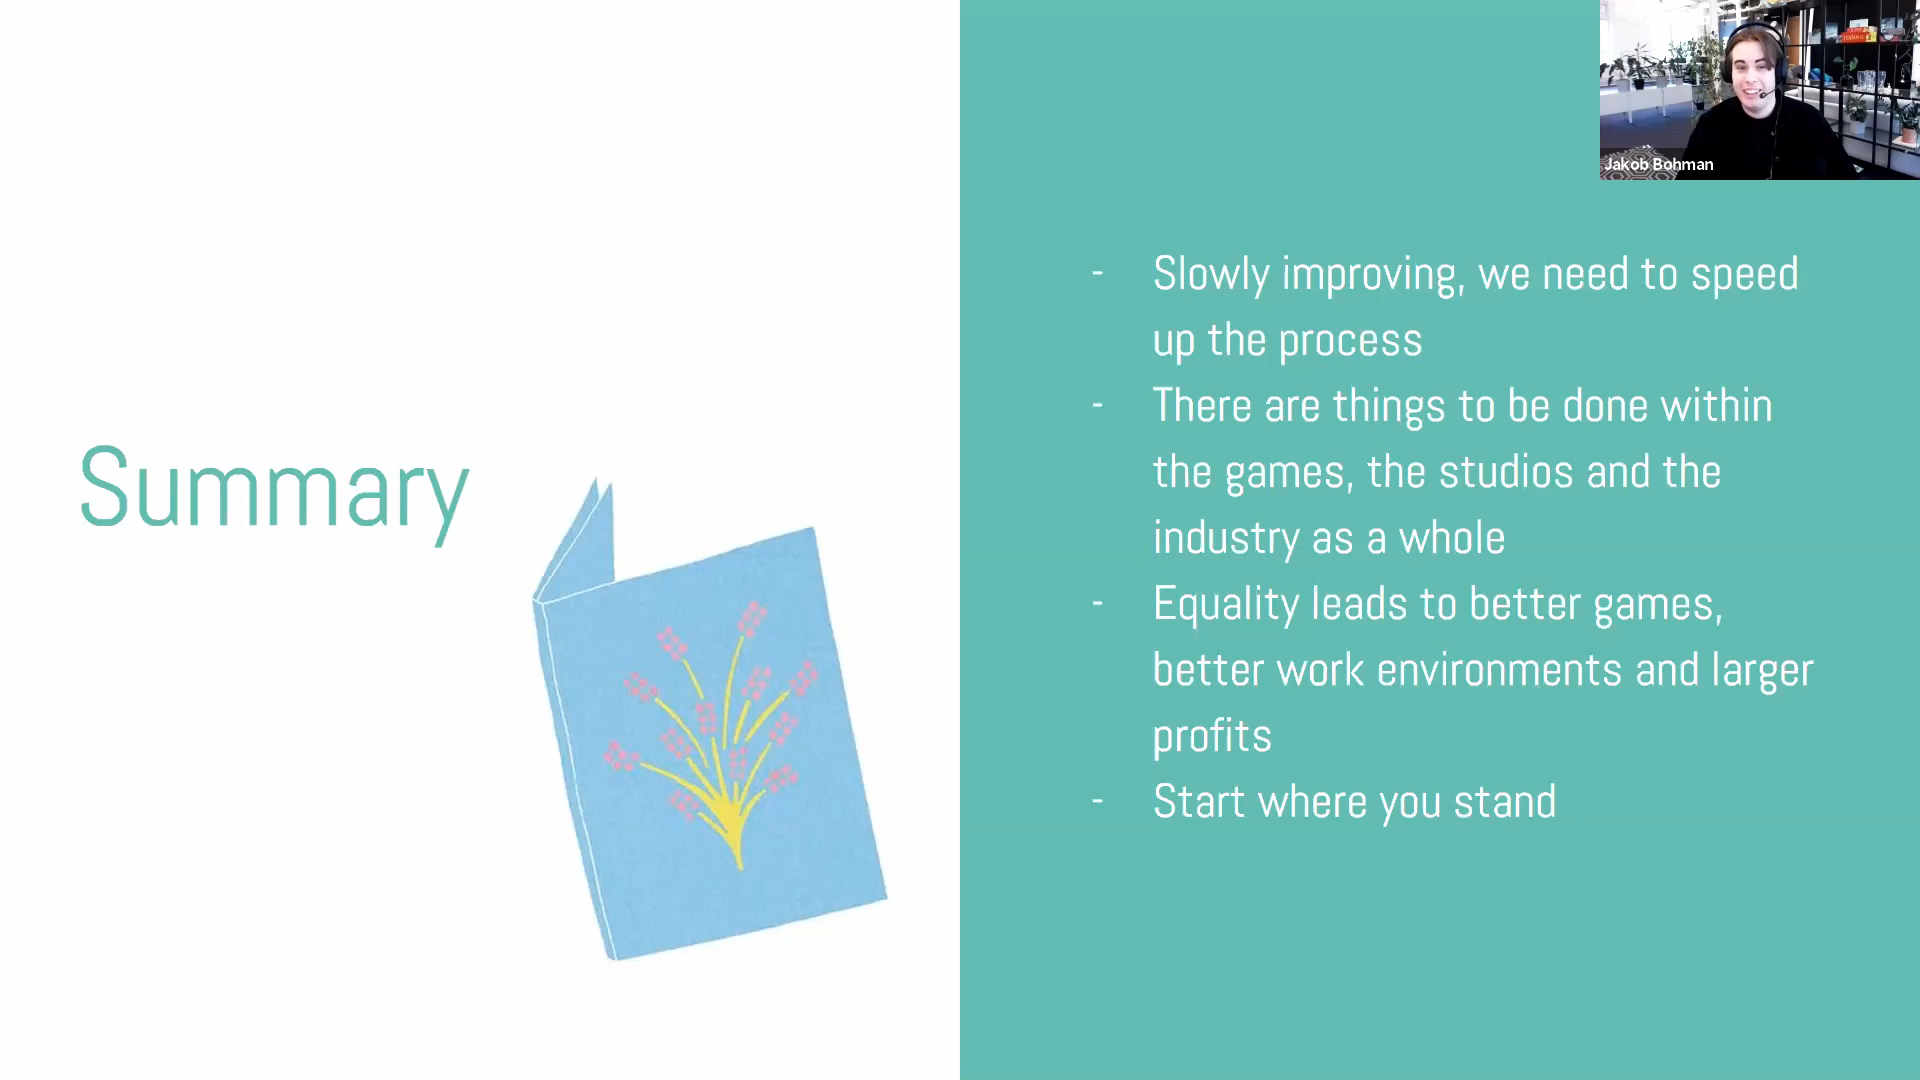 Jakob Bohman
Summary
- Slowly improving, we need to speed
up the process
- There are things to be done within
the games, the studios and the
industry as a whole
- Equality leads to better games,
better work environments and larger
profits
- Start where you stand